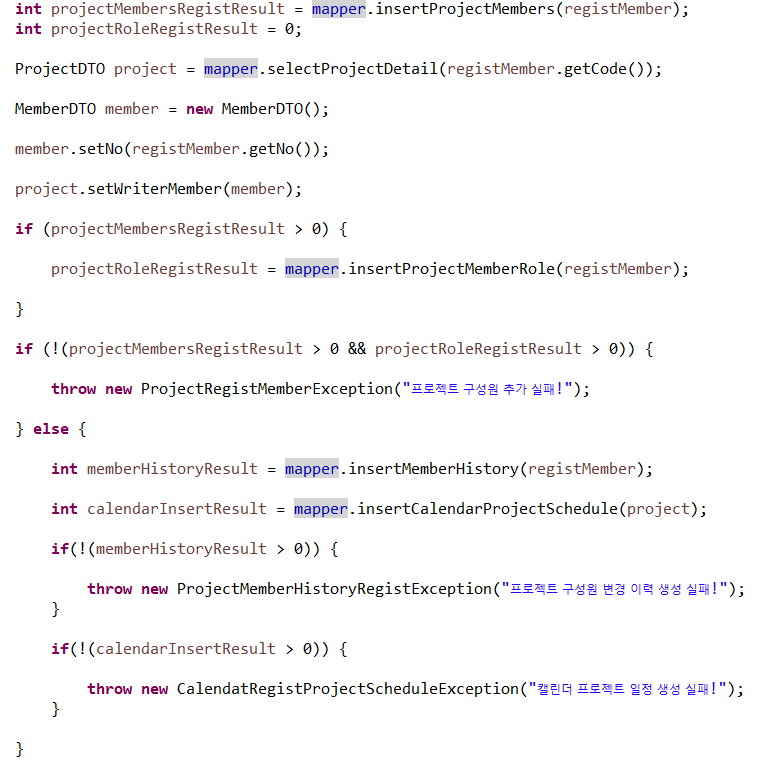 int projectMembersRegistResult = mapper.insertProjectMembers(registMember);
int projectRoleRegistResult = 0;
ProjectDTO project = mapper.selectProjectDetail(registMember.getCode());
MemberDTO member = new MemberDTO();
member.setNo(registMember.getNo());
project.setWriterMember(member);
if (projectMembersRegistResult > 0) {
projectRoleRegistResult = mapper.insertProjectMemberRole(registMember);
}
if (!(projectMembersRegistResult > 0 && projectRoleRegistResult > 0)) {
throw new ProjectRegistMemberException("프로젝트 구성원 추가 실패!");
} else {
int memberHistoryResult = mapper.insertMemberHistory(registMember);
int calendarInsertResult = mapper.insertCalendarProjectSchedule(project);
if(!(memberHistoryResult > 0)) {
throw new ProjectMemberHistoryRegistException("프로젝트 구성원 변경 이력 생성 실패!");
}
if(!(calendarInsertResult > 0)) {
throw new CalendatRegistProjectScheduleException("캘린더 프로젝트 일정 생성 실패!");
}
}